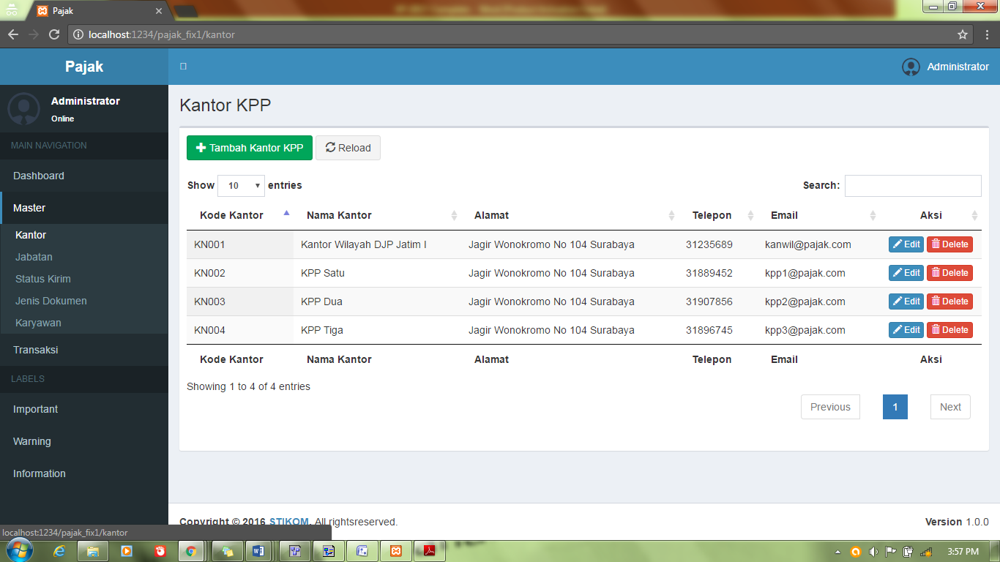 Pajak
localhost:1234/pajak_fix1/kantor
Pajak
Administrator
Administrator
Online
MAIN NAVIGATION
Dashboard
Master
Kantor
Jabatan
Status Kirim
Jenis Dokumen
Karyawan
Transaksi
LABELS
Important
Warning
Information
Kantor KPP
Tambah Kantor KPP Reload
Show 10 entries Search:
Kode Kantor Nama Kantor Alamat Telepon Email Aksi
KN001 Kantor Wilayah DJP Jatim I Jagir Wonokromo No 104 Surabaya 31235689 kanwil@pajak.com Edit Delete
KN002 KPP Satu Jagir Wonokromo No 104 Surabaya 31889452 kpp1@pajak.com Edit Delete
KN003 KPP Dua Jagir Wonokromo No 104 Surabaya 31907856 kpp2@pajak.com Edit Delete
KN004 KPP Tiga Jagir Wonokromo No 104 Surabaya 31896745 kpp3@pajak.com Edit Delete
Kode Kantor Nama Kantor Alamat Telepon Email Aksi
Showing 1 to 4 of 4 entries
Previous 1 Next
Copyright © 2016 STIKOM. All rightsreserved. Version 1.0.0
localhost:1234/pajak_fix1/kantor
3:57 PM